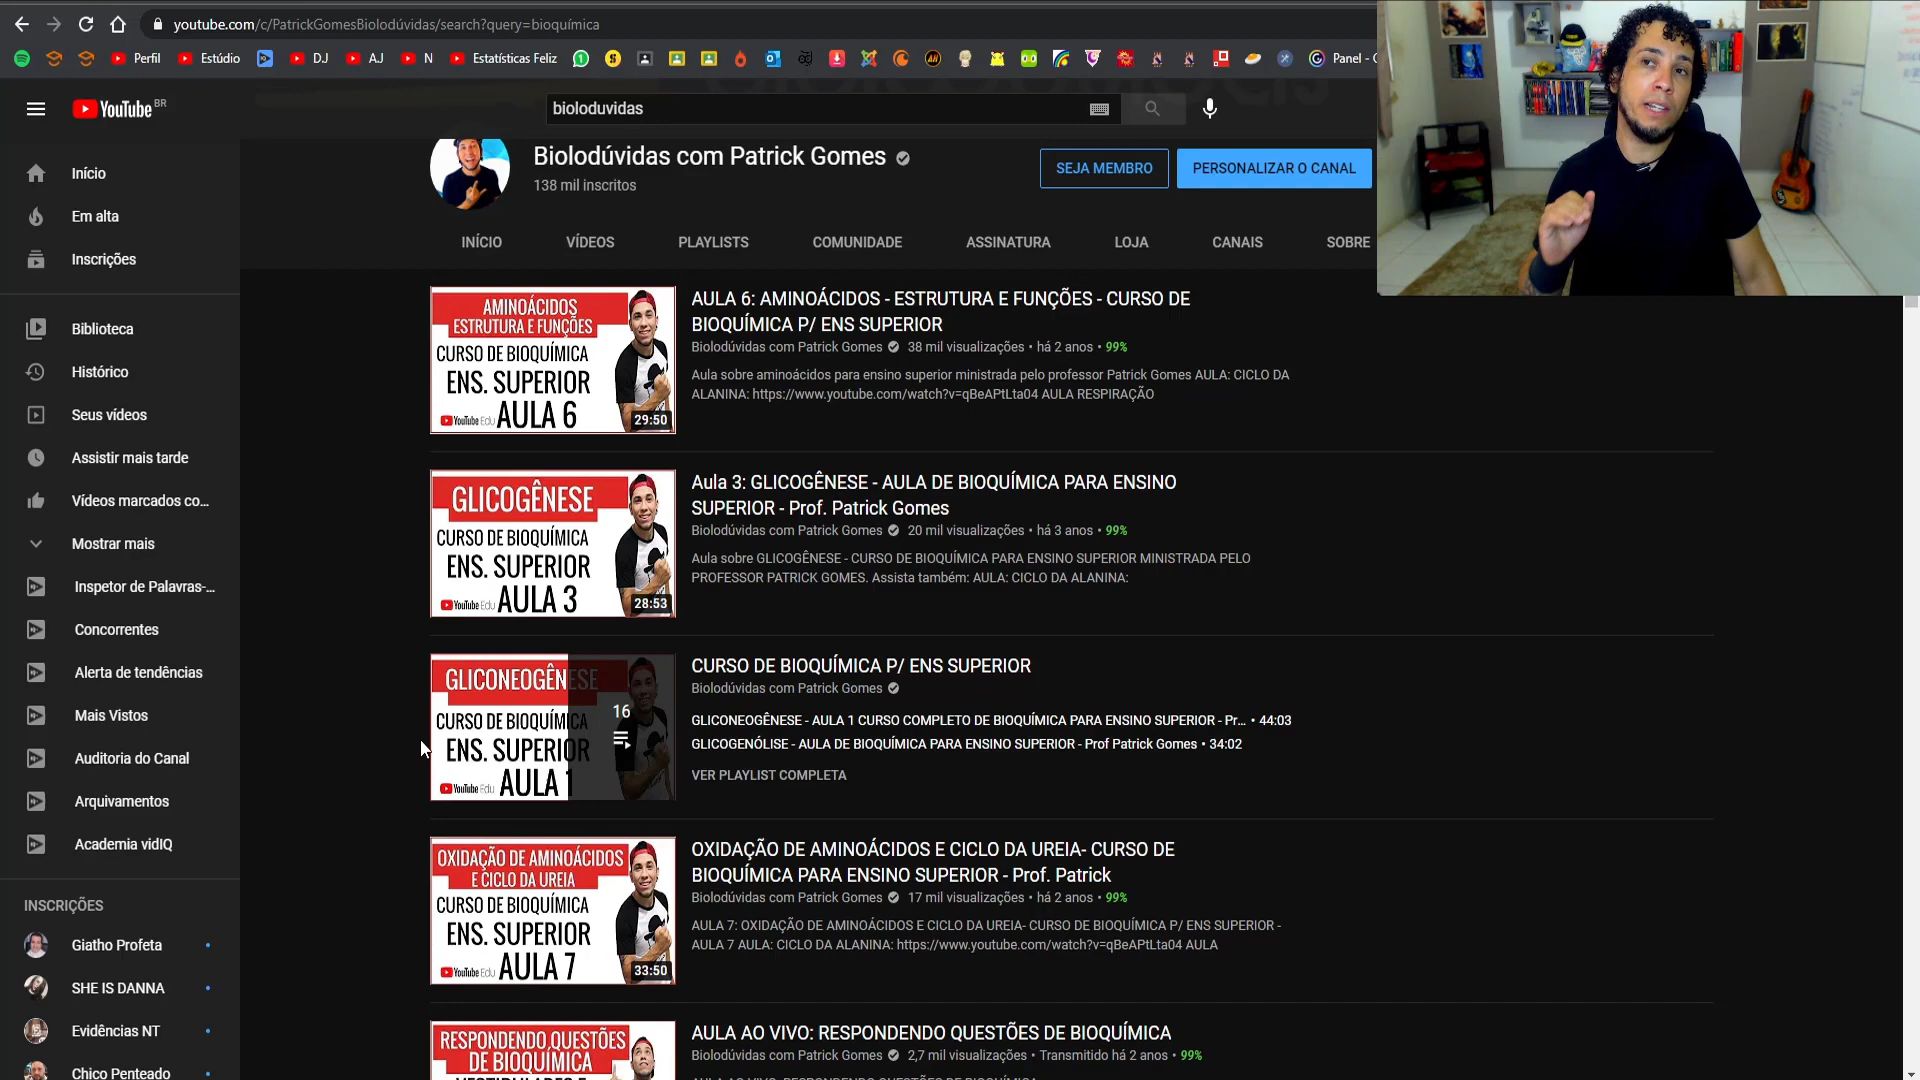 youtube.com/c/PatrickGomesBiolodúvidas/search?query=bioquímica
Perfil
Estúdio
DJ
AJ
N
Estatísticas Feliz
Panel - C
YouTube BR
bioloduvidas
Biolodúvidas com Patrick Gomes
138 mil inscritos
SEJA MEMBRO
PERSONALIZAR O CANAL
INÍCIO
VÍDEOS
PLAYLISTS
COMUNIDADE
ASSINATURA
LOJA
CANAIS
SOBRE
Início
Em alta
Inscrições
Biblioteca
Histórico
Seus vídeos
Assistir mais tarde
Vídeos marcados co...
Mostrar mais
Inspetor de Palavras-...
Concorrentes
Alerta de tendências
Mais Vistos
Auditoria do Canal
Arquivamentos
Academia vidIQ
INSCRIÇÕES
Giatho Profeta
SHE IS DANNA
Evidências NT
Chico Penteado
AMINOÁCIDOS
ESTRUTURA E FUNÇÕES
CURSO DE BIOQUÍMICA
ENS. SUPERIOR
YouTube Edu AULA 6
29:50
AULA 6: AMINOÁCIDOS - ESTRUTURA E FUNÇÕES - CURSO DE
BIOQUÍMICA P/ ENS SUPERIOR
Biolodúvidas com Patrick Gomes 38 mil visualizações • há 2 anos • 99%
Aula sobre aminoácidos para ensino superior ministrada pelo professor Patrick Gomes AULA: CICLO DA
ALANINA: https://www.youtube.com/watch?v=qBeAPtLta04 AULA RESPIRAÇÃO
GLICOGÊNESE
CURSO DE BIOQUÍMICA
ENS. SUPERIOR
YouTube Edu AULA 3
28:53
Aula 3: GLICOGÊNESE - AULA DE BIOQUÍMICA PARA ENSINO
SUPERIOR - Prof. Patrick Gomes
Biolodúvidas com Patrick Gomes 20 mil visualizações • há 3 anos • 99%
Aula sobre GLICOGÊNESE - CURSO DE BIOQUÍMICA PARA ENSINO SUPERIOR MINISTRADA PELO
PROFESSOR PATRICK GOMES. Assista também: AULA: CICLO DA ALANINA:
GLICONEOGÊNESE
CURSO DE BIOQUÍMICA
ENS. SUPERIOR
YouTube Edu AULA 1
16
CURSO DE BIOQUÍMICA P/ ENS SUPERIOR
Biolodúvidas com Patrick Gomes
GLICONEOGÊNESE - AULA 1 CURSO COMPLETO DE BIOQUÍMICA PARA ENSINO SUPERIOR - Pr... • 44:03
GLICOGENÓLISE - AULA DE BIOQUÍMICA PARA ENSINO SUPERIOR - Prof Patrick Gomes • 34:02
VER PLAYLIST COMPLETA
OXIDAÇÃO DE AMINOÁCIDOS
E CICLO DA UREIA
CURSO DE BIOQUÍMICA
ENS. SUPERIOR
YouTube Edu AULA 7
33:50
OXIDAÇÃO DE AMINOÁCIDOS E CICLO DA UREIA- CURSO DE
BIOQUÍMICA PARA ENSINO SUPERIOR - Prof. Patrick
Biolodúvidas com Patrick Gomes 17 mil visualizações • há 2 anos • 99%
AULA 7: OXIDAÇÃO DE AMINOÁCIDOS E CICLO DA UREIA- CURSO DE BIOQUÍMICA P/ ENS SUPERIOR -
AULA 7 AULA: CICLO DA ALANINA: https://www.youtube.com/watch?v=qBeAPtLta04 AULA
RESPONDENDO QUESTÕES
DE BIOQUÍMICA
AULA AO VIVO: RESPONDENDO QUESTÕES DE BIOQUÍMICA
Biolodúvidas com Patrick Gomes 2,7 mil visualizações • Transmitido há 2 anos • 99%